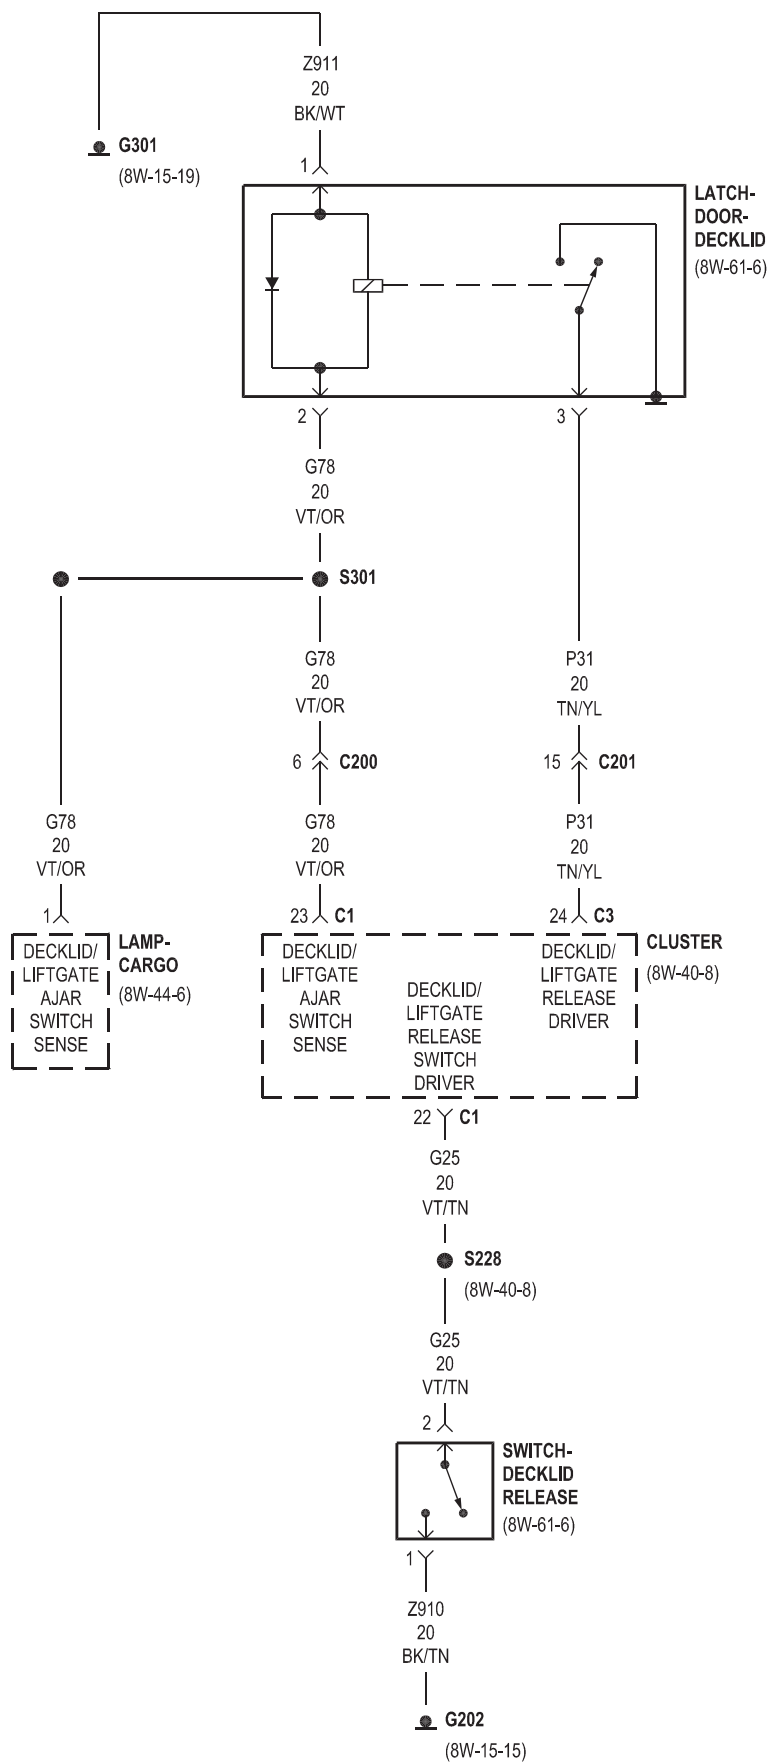 Z911
20
BK/WT
G301
(8W-15-19)
1
LATCH-
DOOR-
DECKLID
(8W-61-6)
2
3
G78
20
VT/OR
S301
G78
20
VT/OR
P31
20
TN/YL
6
C200
15
C201
G78
20
VT/OR
G78
20
VT/OR
P31
20
TN/YL
1
23
C1
24
C3
DECKLID/
LIFTGATE
AJAR
SWITCH
SENSE
LAMP-
CARGO
(8W-44-6)
DECKLID/
LIFTGATE
AJAR
SWITCH
SENSE
DECKLID/
LIFTGATE
RELEASE
SWITCH
DRIVER
DECKLID/
LIFTGATE
RELEASE
DRIVER
CLUSTER
(8W-40-8)
22
C1
G25
20
VT/TN
S228
(8W-40-8)
G25
20
VT/TN
2
SWITCH-
DECKLID
RELEASE
(8W-61-6)
1
Z910
20
BK/TN
G202
(8W-15-15)